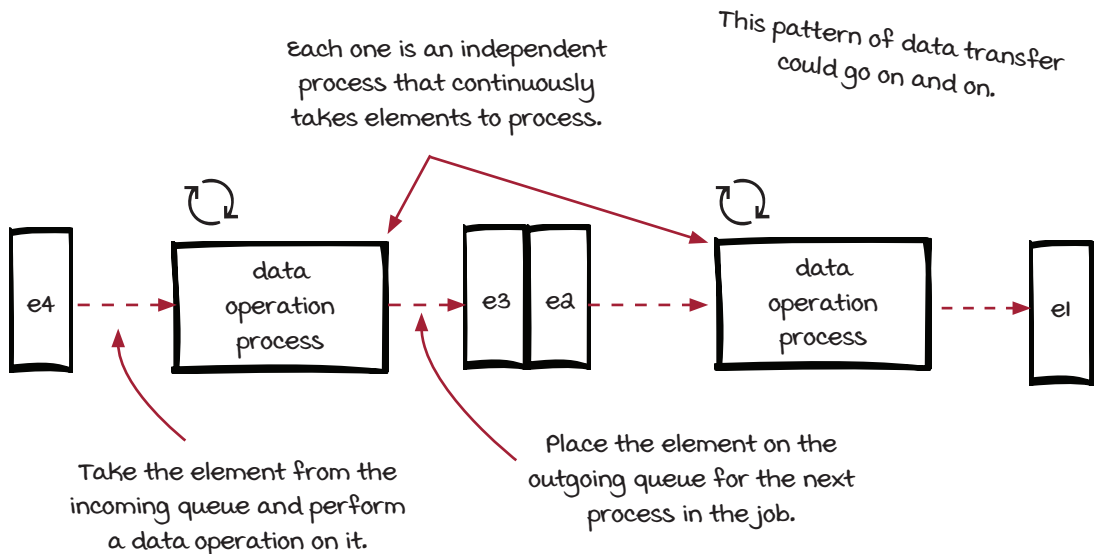 Each one is an independent
process that continuously
takes elements to process.
This pattern of data transfer
could go on and on.
e4
data
operation
process
e3
e2
data
operation
process
e1
Take the element from the
incoming queue and perform
a data operation on it.
Place the element on the
outgoing queue for the next
process in the job.